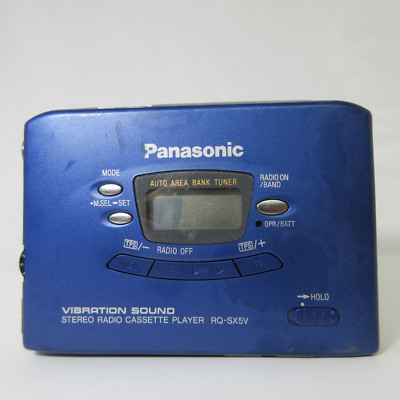 Panasonic
MODE
AUTO AREA BANK TUNER
RADIO ON
/BAND
•M.SEL ➟SET
OPR/BATT
TPS/−
RADIO OFF
TPS/+
➟HOLD
VIBRATION SOUND
STEREO RADIO CASSETTE PLAYER RQ-SX5V